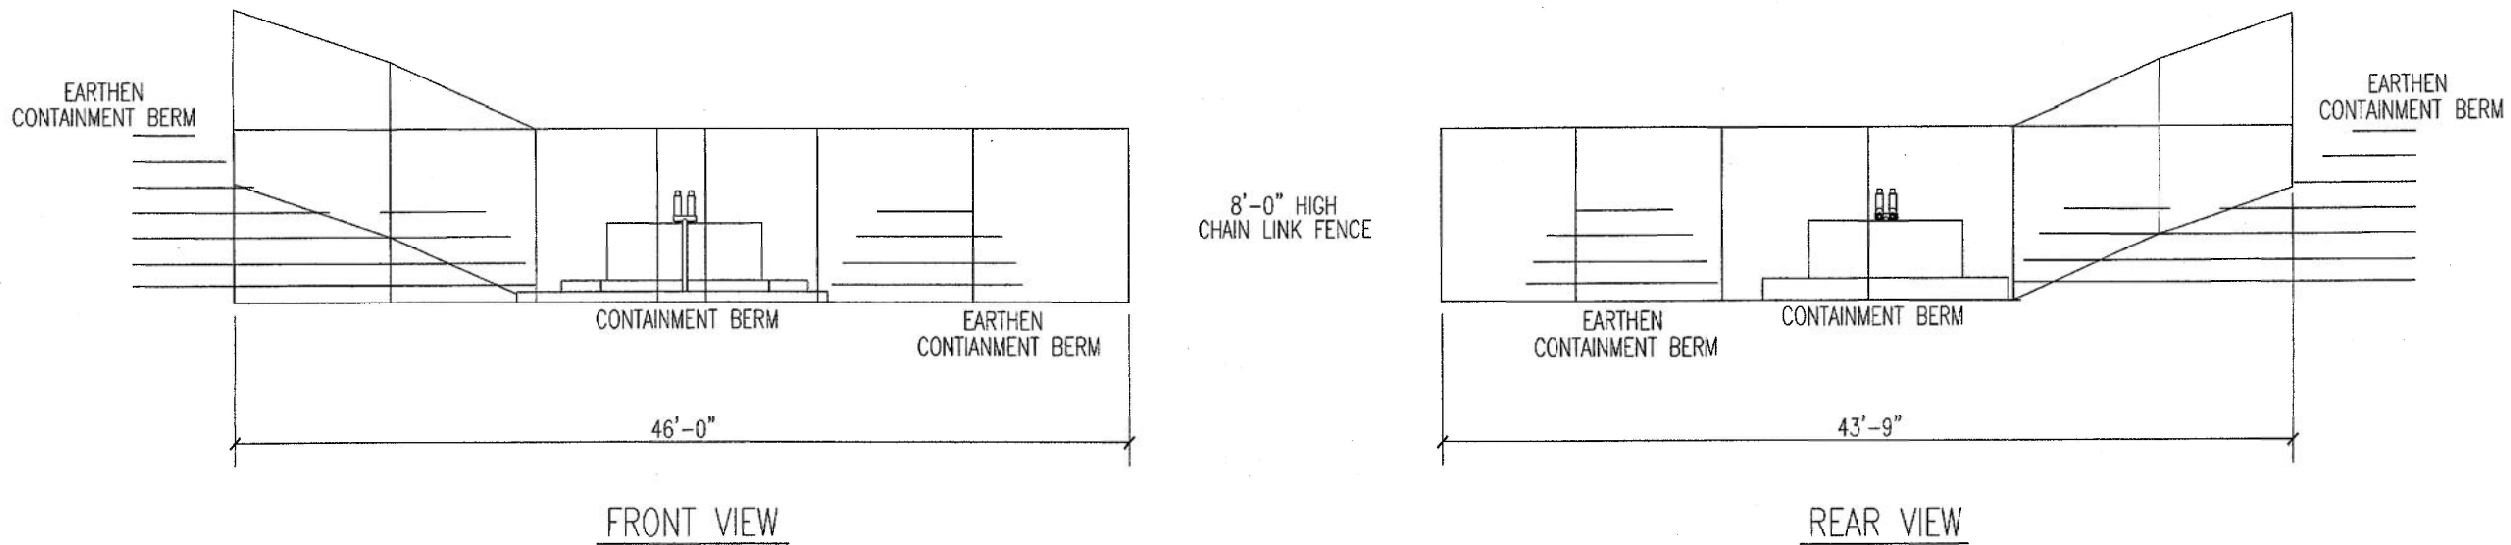 EARTHEN
CONTAINMENT BERM
CONTAINMENT BERM
EARTHEN
CONTIANMENT BERM
46'-0"
FRONT VIEW
8'-0" HIGH
CHAIN LINK FENCE
EARTHEN
CONTAINMENT BERM
EARTHEN
CONTAINMENT BERM
CONTAINMENT BERM
43'-9"
REAR VIEW